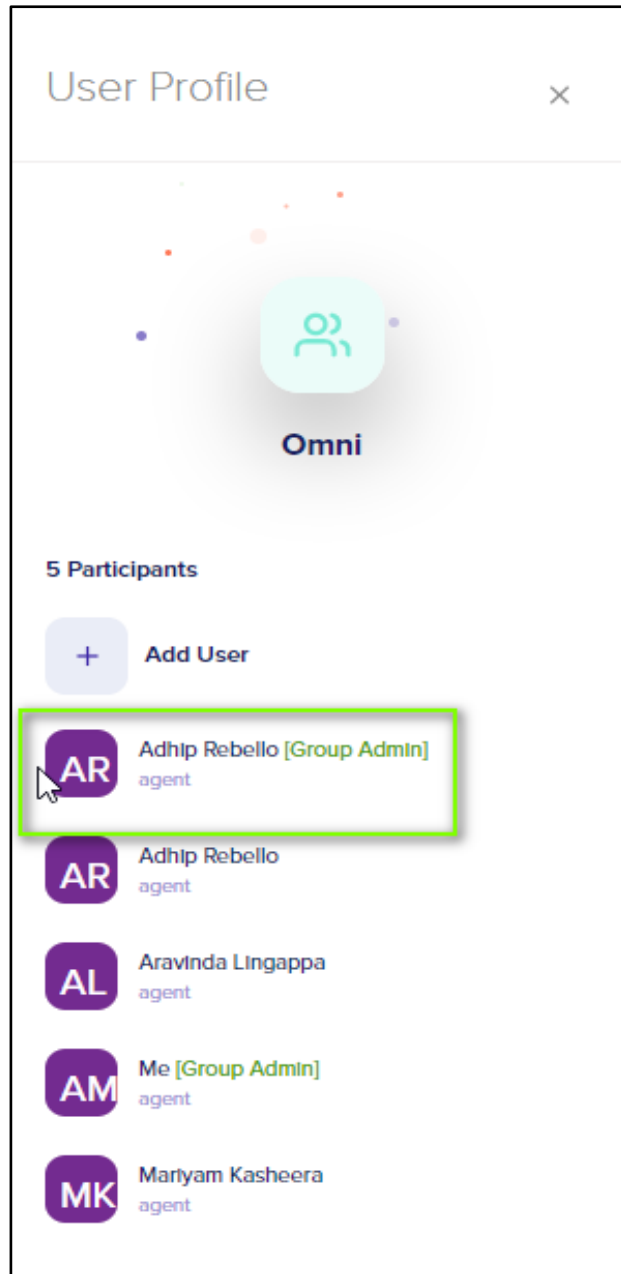 User Profile
×
Omni
5 Participants
+
Add User
AR
Adhip Rebello [Group Admin]
agent
AR
Adhip Rebello
agent
AL
Aravinda Lingappa
agent
AM
Me [Group Admin]
agent
MK
Mariyam Kasheera
agent